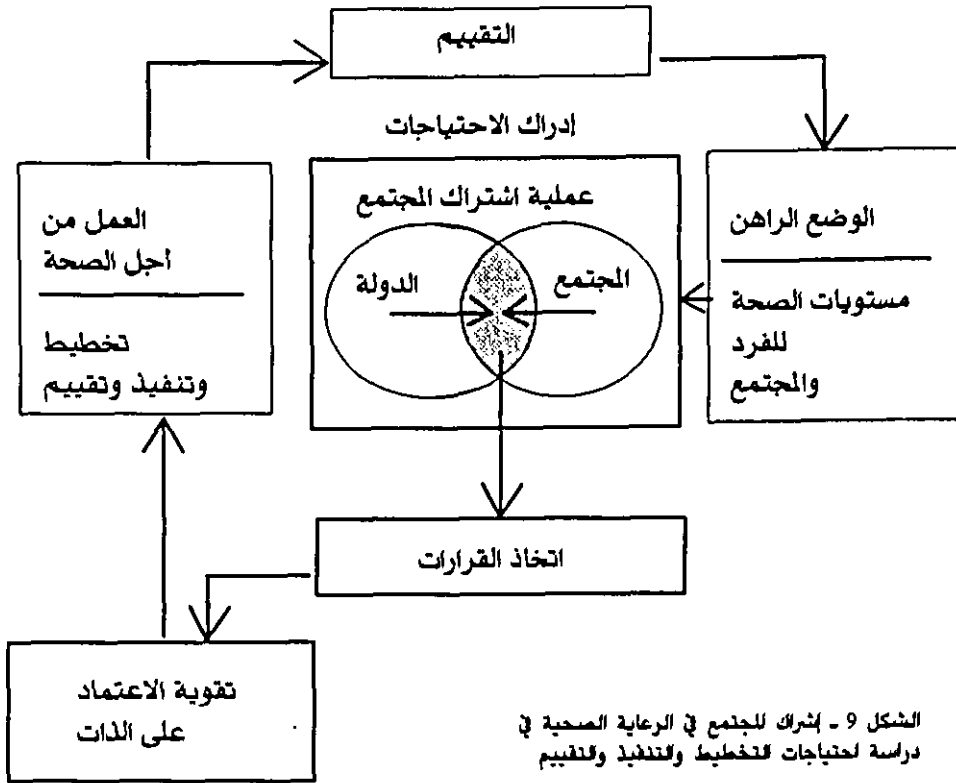 التقييم
إدراك الاحتياجات
عملية اشتراك المجتمع
المجتمع
الدولة
الوضع الراهن
مستويات الصحة
للفرد
والمجتمع
العمل من
أجل الصحة
تخطيط
وتنفيذ وتقييم
اتخاذ القرارات
تقوية الاعتماد
على الذات
الشكل 9 ـ إشراك المجتمع في الرعاية الصحية في
دراسة احتياجات التخطيط والتنفيذ والتقييم